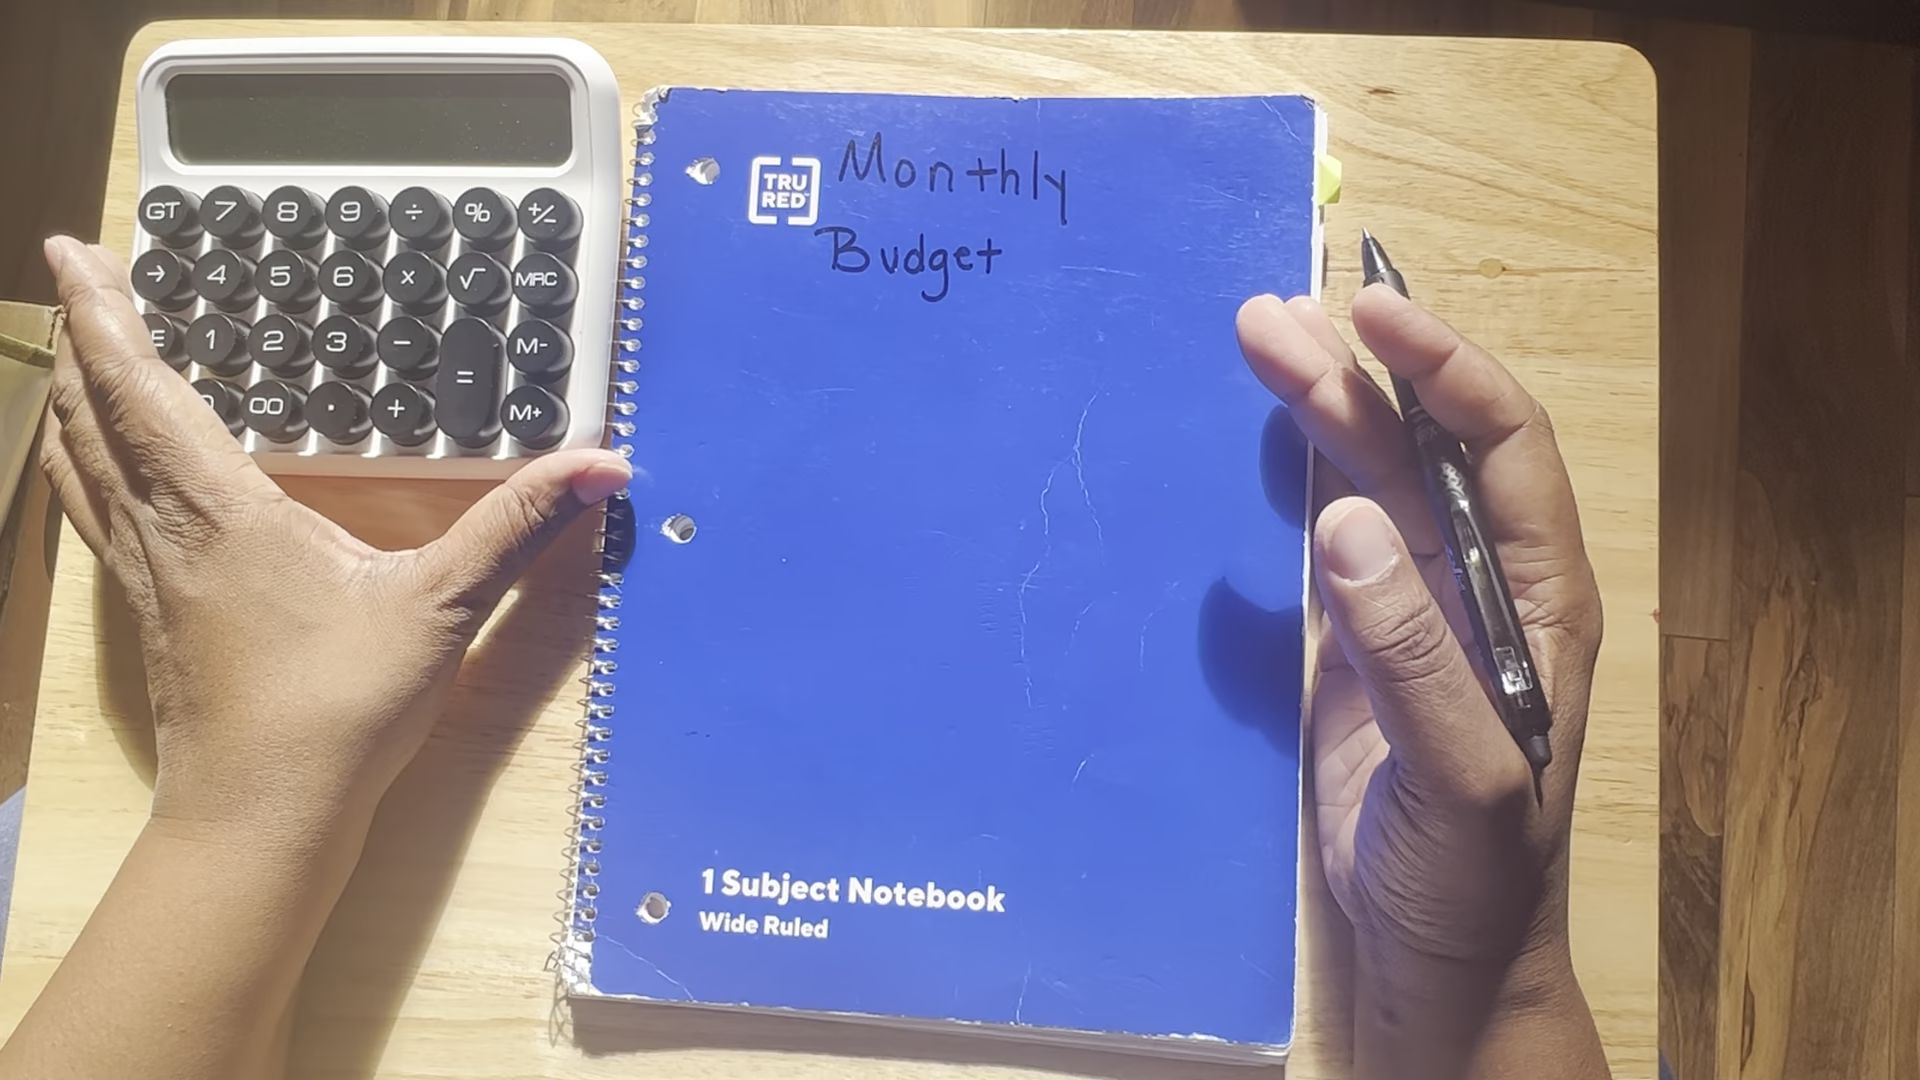 GT 7 8 9 ÷ % +/-
→ 4 5 6 × √ MRC
1 2 3 − M-
00 · + = M+
TRU
RED
Monthly
Budget
1 Subject Notebook
Wide Ruled